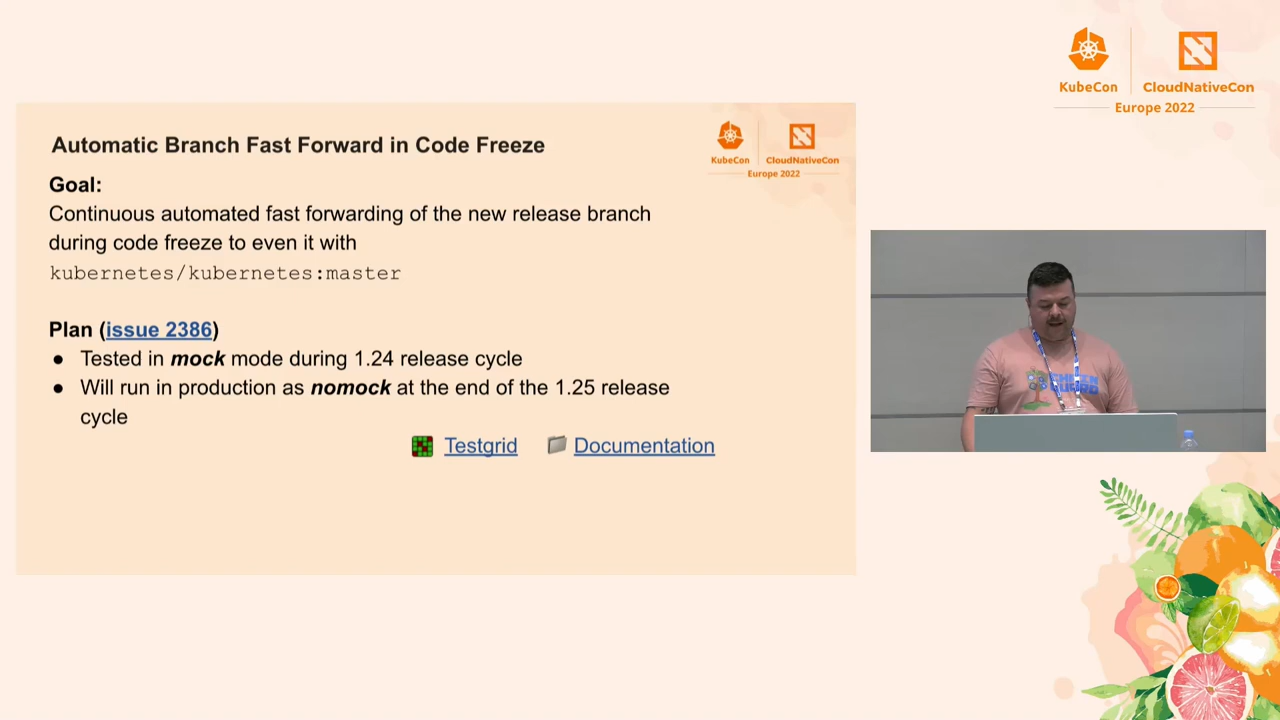 KubeCon
CloudNativeCon
Europe 2022
Automatic Branch Fast Forward in Code Freeze
KubeCon
CloudNativeCon
Europe 2022
Goal:
Continuous automated fast forwarding of the new release branch
during code freeze to even it with
kubernetes/kubernetes:master
Plan (issue 2386)
● Tested in mock mode during 1.24 release cycle
● Will run in production as nomock at the end of the 1.25 release
cycle
Testgrid
Documentation